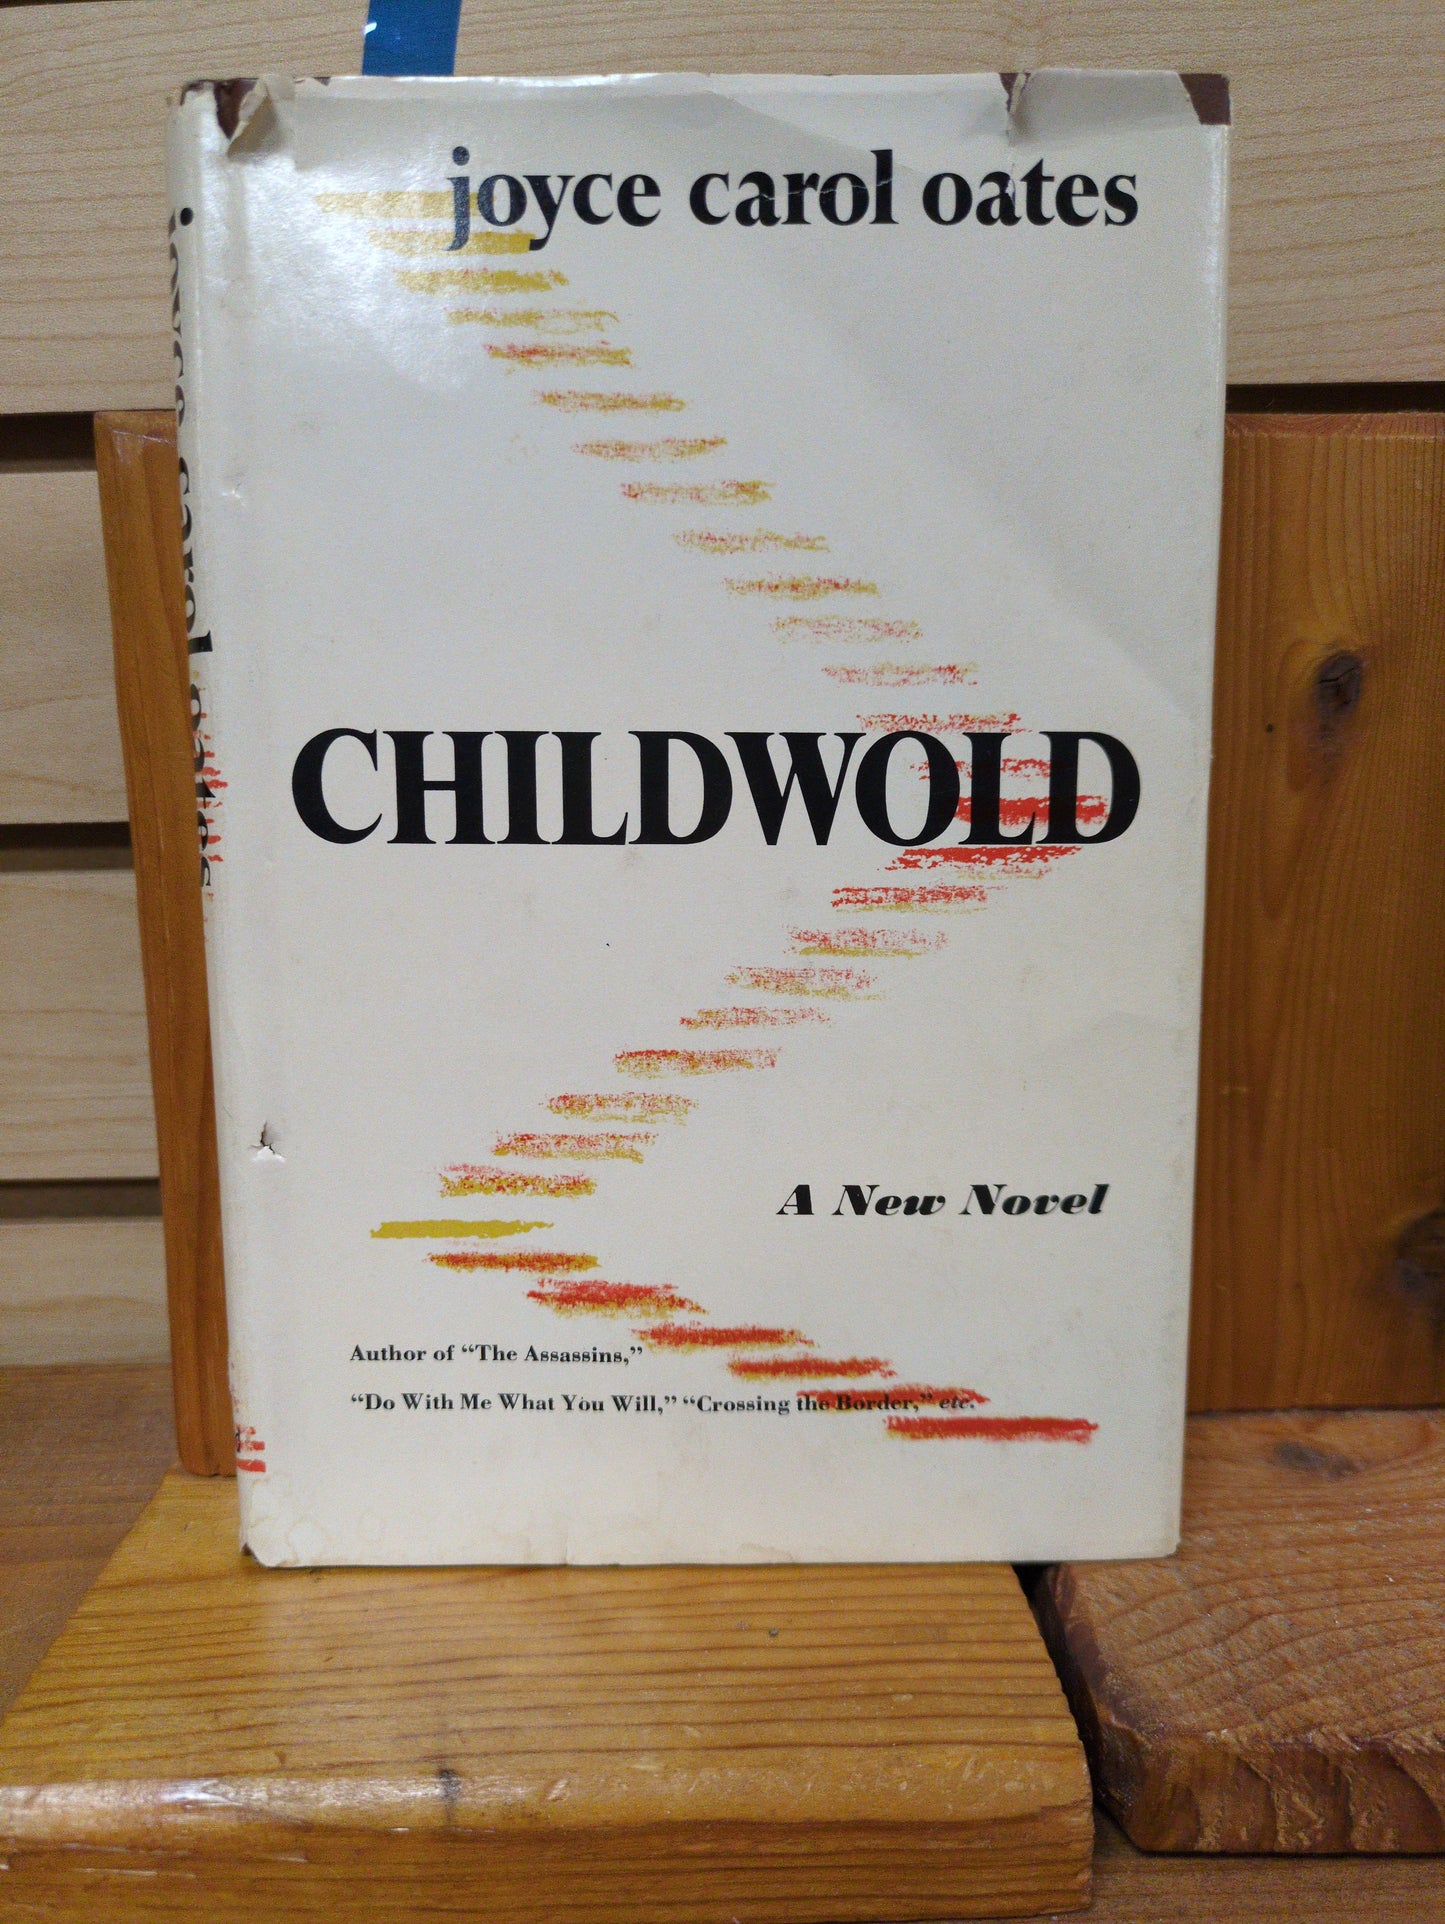 joyce carol oates
joyce carol oates
CHILDWOLD
A New Novel
Author of “The Assassins,”
“Do With Me What You Will,” “Crossing the Border,” etc.